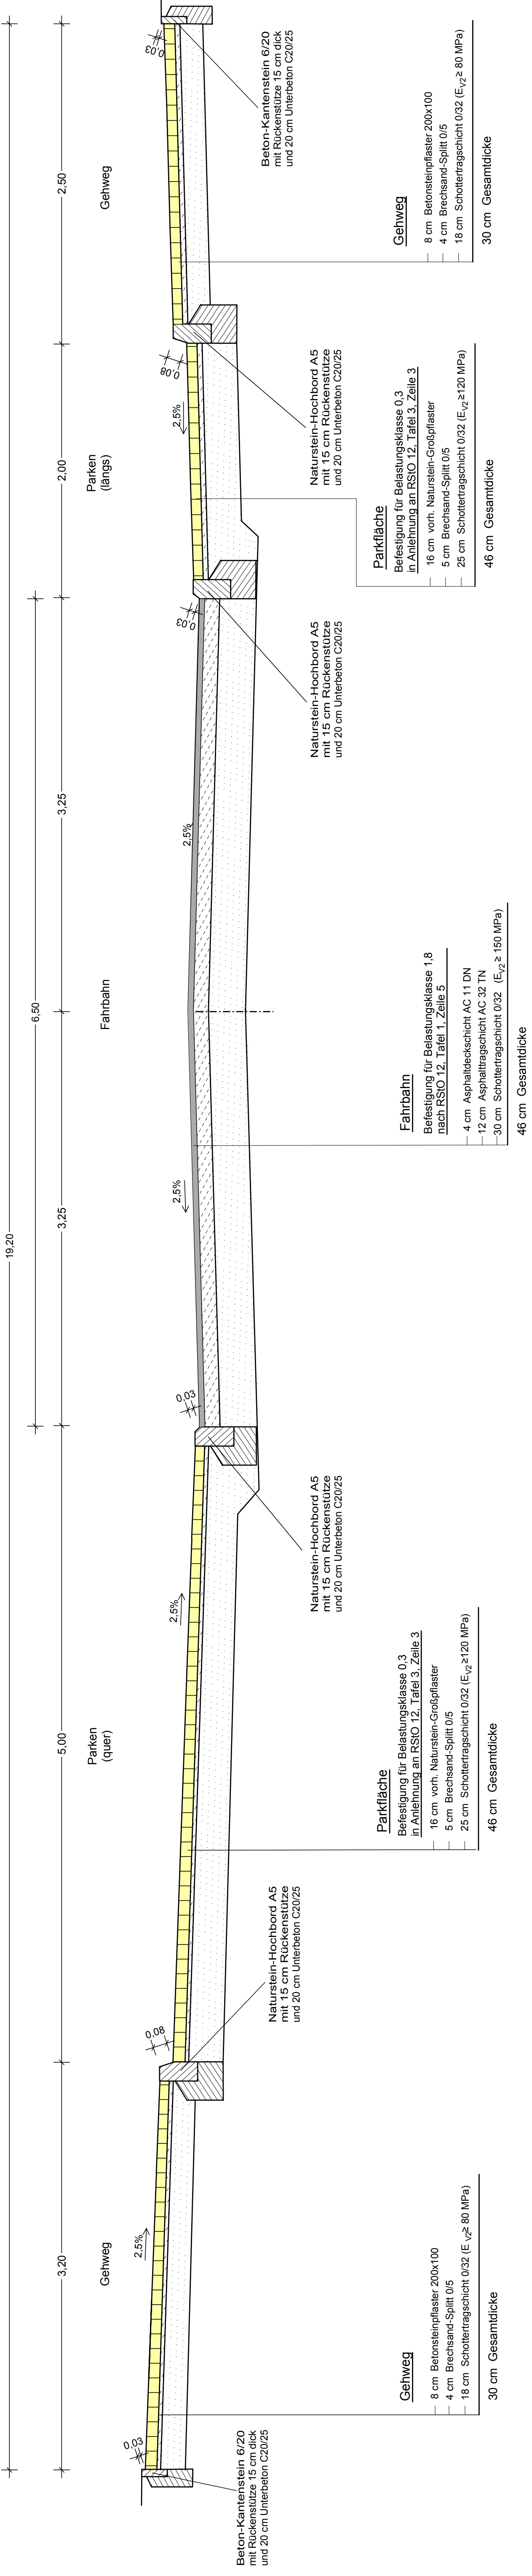 19,20
6,50
3,20
5,00
3,25
3,25
2,00
2,50
Gehweg
Parken
(quer)
Fahrbahn
Parken
(längs)
Gehweg
0,03
2,5%
0,08
2,5%
0,03
2,5%
2,5%
0,03
2,5%
0,08
0,03
Beton-Kantenstein 6/20
mit Rückenstütze 15 cm dick
und 20 cm Unterbeton C20/25
Naturstein-Hochbord A5
mit 15 cm Rückenstütze
und 20 cm Unterbeton C20/25
Naturstein-Hochbord A5
mit 15 cm Rückenstütze
und 20 cm Unterbeton C20/25
Naturstein-Hochbord A5
mit 15 cm Rückenstütze
und 20 cm Unterbeton C20/25
Naturstein-Hochbord A5
mit 15 cm Rückenstütze
und 20 cm Unterbeton C20/25
Beton-Kantenstein 6/20
mit Rückenstütze 15 cm dick
und 20 cm Unterbeton C20/25
Gehweg
8 cm Betonsteinpflaster 200x100
4 cm Brechsand-Splitt 0/5
18 cm Schottertragschicht 0/32 (E V2≥ 80 MPa)
30 cm Gesamtdicke
Parkfläche
Befestigung für Belastungsklasse 0,3
in Anlehnung an RStO 12, Tafel 3, Zeile 3
16 cm vorh. Naturstein-Großpflaster
5 cm Brechsand-Splitt 0/5
25 cm Schottertragschicht 0/32 (EV2 ≥120 MPa)
46 cm Gesamtdicke
Fahrbahn
Befestigung für Belastungsklasse 1,8
nach RStO 12, Tafel 1, Zeile 5
4 cm Asphaltdeckschicht AC 11 DN
12 cm Asphalttragschicht AC 32 TN
30 cm Schottertragschicht 0/32 (EV2 ≥ 150 MPa)
46 cm Gesamtdicke
Parkfläche
Befestigung für Belastungsklasse 0,3
in Anlehnung an RStO 12, Tafel 3, Zeile 3
16 cm vorh. Naturstein-Großpflaster
5 cm Brechsand-Splitt 0/5
25 cm Schottertragschicht 0/32 (EV2 ≥120 MPa)
46 cm Gesamtdicke
Gehweg
8 cm Betonsteinpflaster 200x100
4 cm Brechsand-Splitt 0/5
18 cm Schottertragschicht 0/32 (EV2 ≥ 80 MPa)
30 cm Gesamtdicke